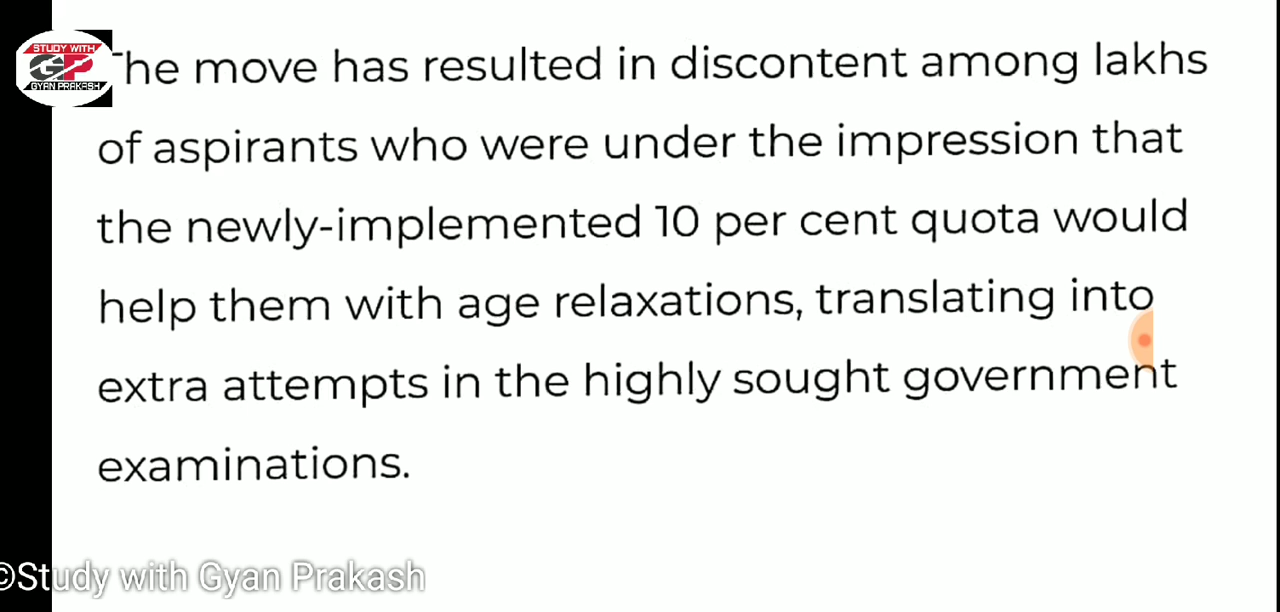 STUDY WITH
GP
GYAN PRAKASH
The move has resulted in discontent among lakhs
of aspirants who were under the impression that
the newly-implemented 10 per cent quota would
help them with age relaxations, translating into
extra attempts in the highly sought government
examinations.
©Study with Gyan Prakash